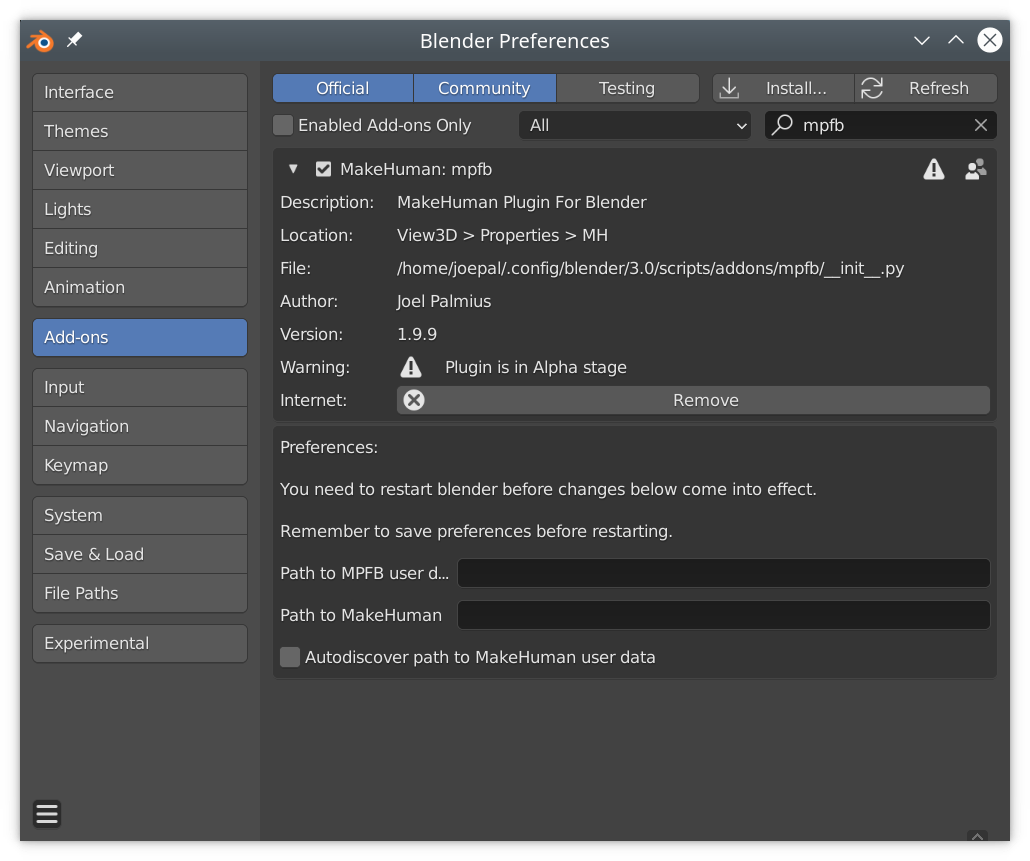 Blender Preferences
Interface
Themes
Viewport
Lights
Editing
Animation
Add-ons
Input
Navigation
Keymap
System
Save & Load
File Paths
Experimental
Official Community Testing Install... Refresh
Enabled Add-ons Only All mpfb
MakeHuman: mpfb
Description: MakeHuman Plugin For Blender
Location: View3D > Properties > MH
File: /home/joepal/.config/blender/3.0/scripts/addons/mpfb/__init__.py
Author: Joel Palmius
Version: 1.9.9
Warning: Plugin is in Alpha stage
Internet: Remove
Preferences:
You need to restart blender before changes below come into effect.
Remember to save preferences before restarting.
Path to MPFB user d...
Path to MakeHuman
Autodiscover path to MakeHuman user data